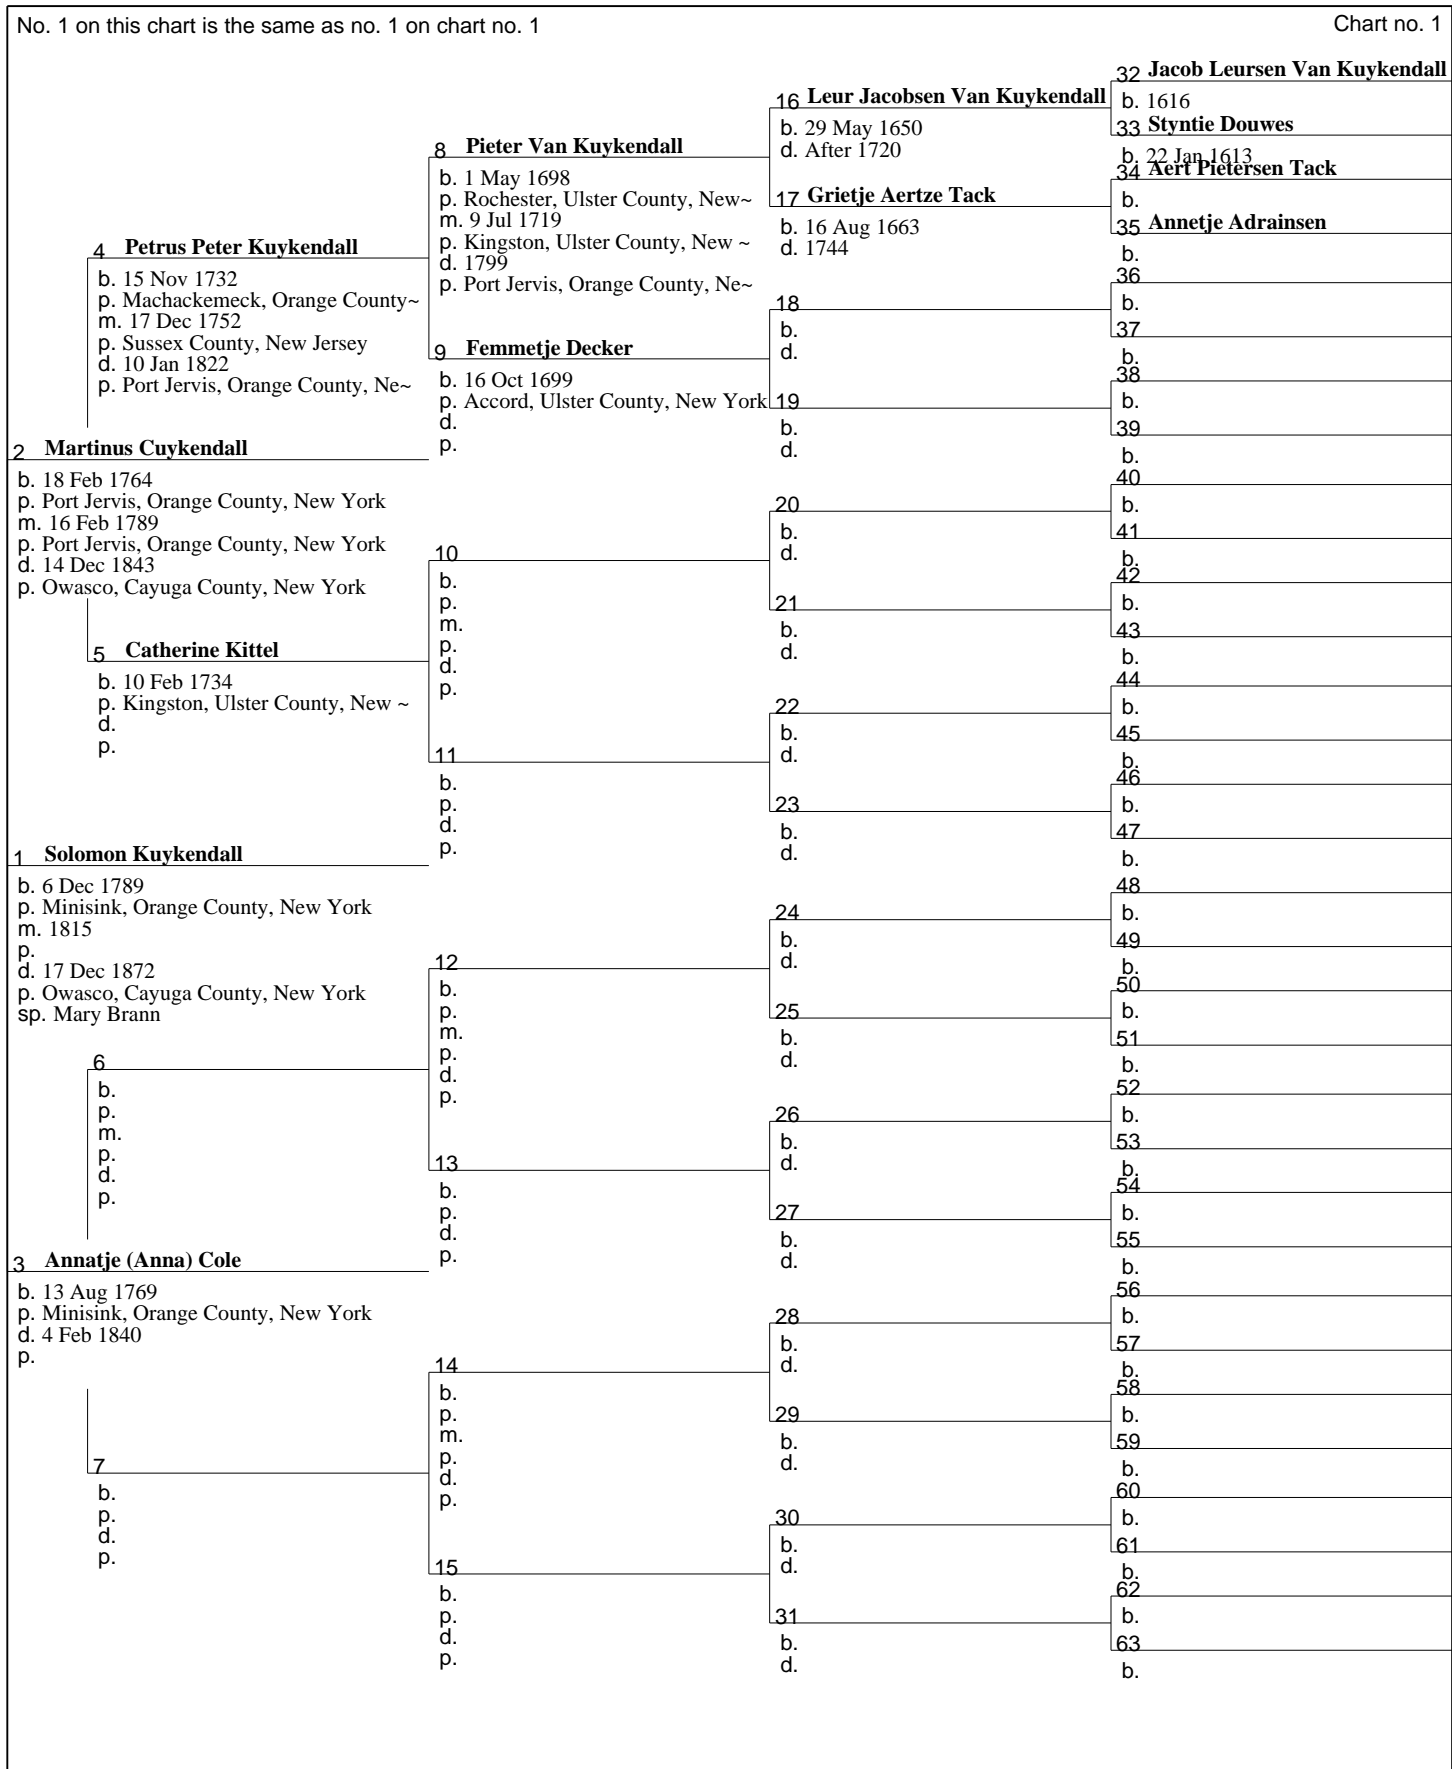 No. 1 on this chart is the same as no. 1 on chart no. 1
Chart no. 1
1 Solomon Kuykendall
b. 6 Dec 1789
p. Minisink, Orange County, New York
m. 1815
p.
d. 17 Dec 1872
p. Owasco, Cayuga County, New York
sp. Mary Brann
2 Martinus Cuykendall
b. 18 Feb 1764
p. Port Jervis, Orange County, New York
m. 16 Feb 1789
p. Port Jervis, Orange County, New York
d. 14 Dec 1843
p. Owasco, Cayuga County, New York
3 Annatje (Anna) Cole
b. 13 Aug 1769
p. Minisink, Orange County, New York
d. 4 Feb 1840
p.
4 Petrus Peter Kuykendall
b. 15 Nov 1732
p. Machackemeck, Orange County~
m. 17 Dec 1752
p. Sussex County, New Jersey
d. 10 Jan 1822
p. Port Jervis, Orange County, Ne~
5 Catherine Kittel
b. 10 Feb 1734
p. Kingston, Ulster County, New ~
d.
p.
6
b.
p.
m.
p.
d.
p.
7
b.
p.
d.
p.
8 Pieter Van Kuykendall
b. 1 May 1698
p. Rochester, Ulster County, New~
m. 9 Jul 1719
p. Kingston, Ulster County, New ~
d. 1799
p. Port Jervis, Orange County, Ne~
9 Femmetje Decker
b. 16 Oct 1699
p. Accord, Ulster County, New York
d.
p.
10
b.
p.
m.
p.
d.
p.
11
b.
p.
d.
p.
12
b.
p.
m.
p.
d.
p.
13
b.
p.
d.
p.
14
b.
p.
m.
p.
d.
p.
15
b.
p.
d.
p.
16 Leur Jacobsen Van Kuykendall
b. 29 May 1650
d. After 1720
17 Grietje Aertze Tack
b. 16 Aug 1663
d. 1744
18
b.
d.
19
b.
d.
20
b.
d.
21
b.
d.
22
b.
d.
23
b.
d.
24
b.
d.
25
b.
d.
26
b.
d.
27
b.
d.
28
b.
d.
29
b.
d.
30
b.
d.
31
b.
d.
32 Jacob Leursen Van Kuykendall
b. 1616
33 Styntie Douwes
b. 22 Jan 1613
34 Aert Pietersen Tack
b.
35 Annetje Adrainsen
b.
36
b.
37
b.
38
b.
39
b.
40
b.
41
b.
42
b.
43
b.
44
b.
45
b.
46
b.
47
b.
48
b.
49
b.
50
b.
51
b.
52
b.
53
b.
54
b.
55
b.
56
b.
57
b.
58
b.
59
b.
60
b.
61
b.
62
b.
63
b.